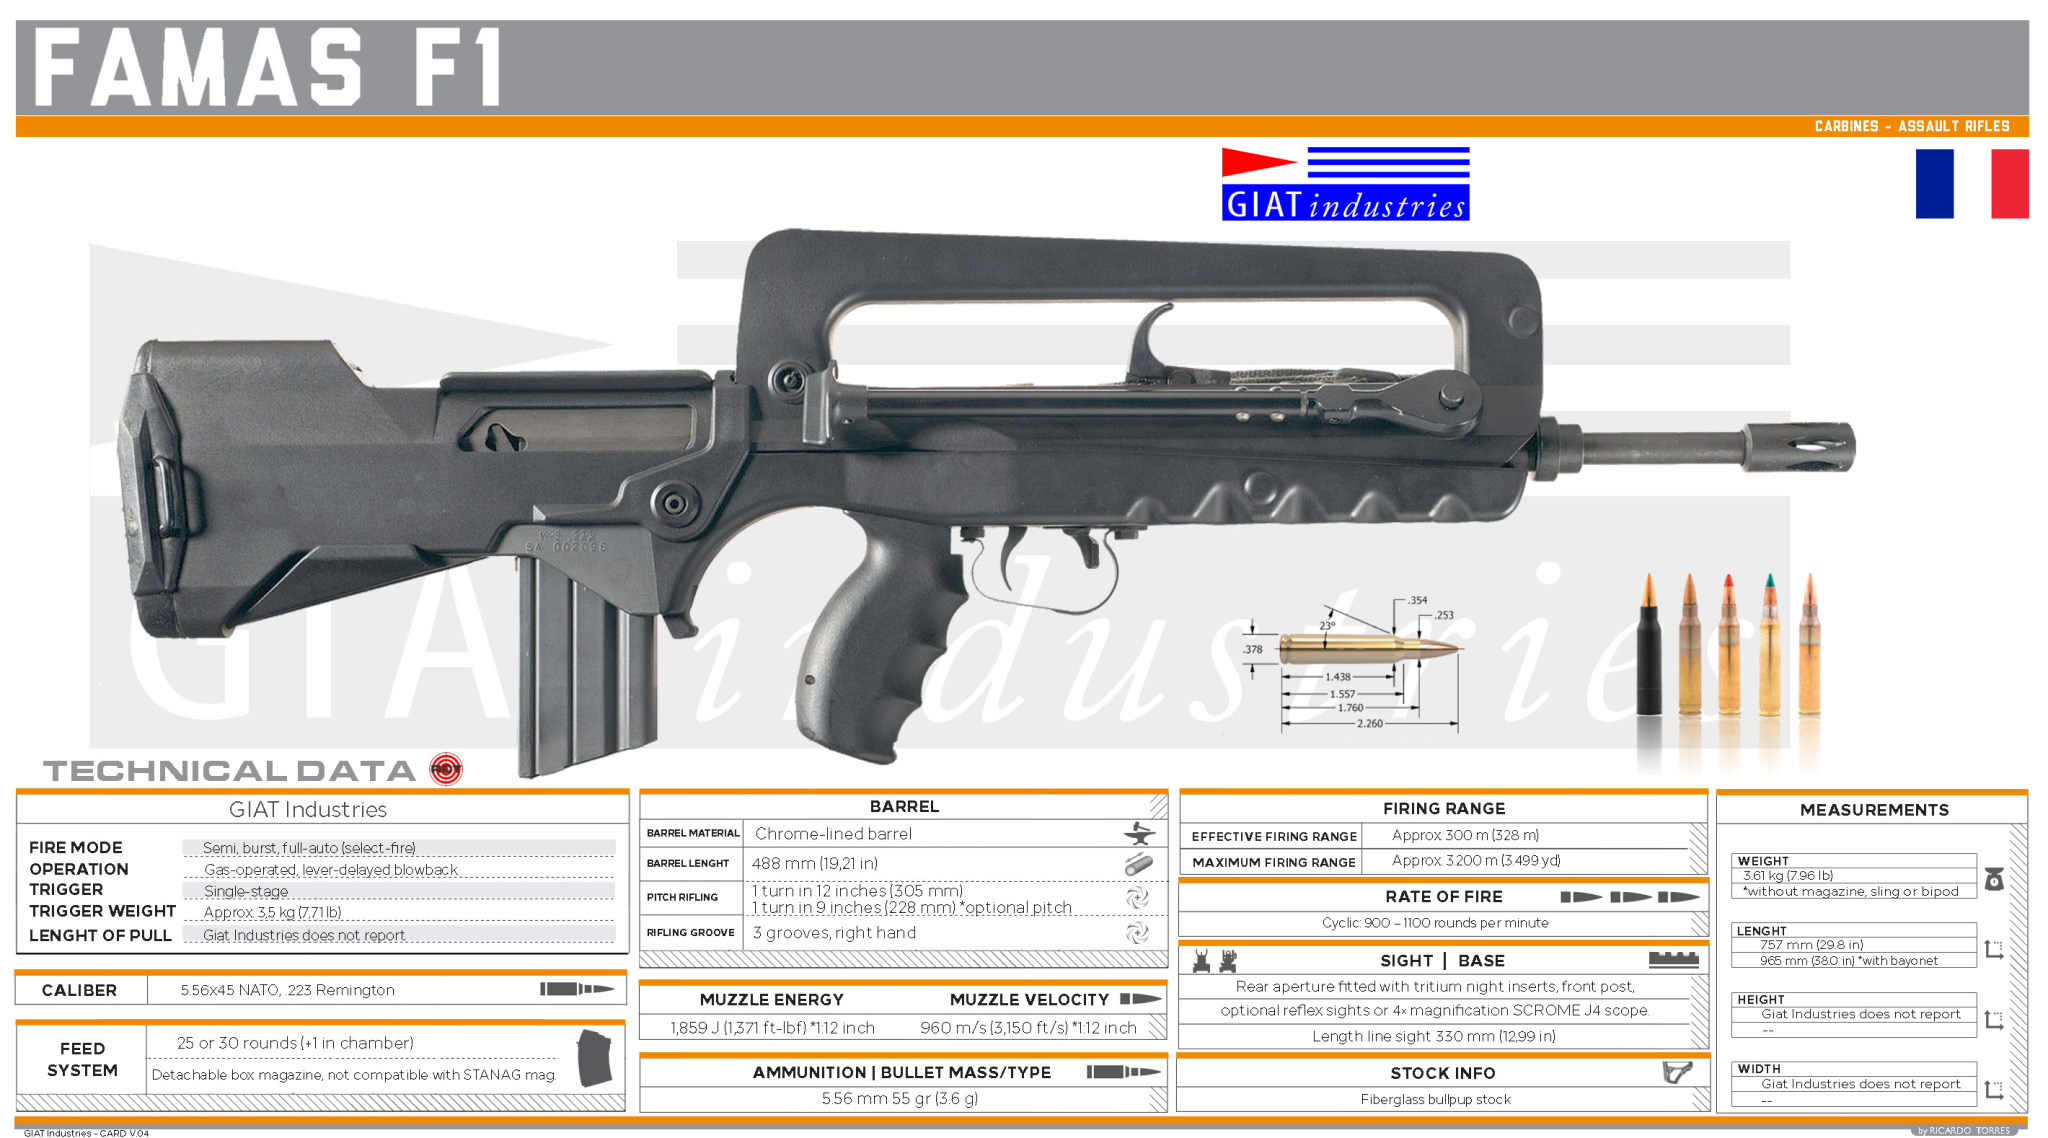 FAMAS F1
CARBINES - ASSAULT RIFLES
GIAT industries
GIAT industries
.223
SA 002058
.354
.253
23°
.378
1.438
1.557
1.760
2.260
TECHNICAL DATA
GIAT Industries
FIRE MODE Semi, burst, full-auto (select-fire)
OPERATION Gas-operated, lever-delayed blowback
TRIGGER Single-stage
TRIGGER WEIGHT Approx 3,5 kg (7,71 lb)
LENGHT OF PULL Giat Industries does not report
CALIBER 5.56x45 NATO, .223 Remington
FEED SYSTEM
25 or 30 rounds (+1 in chamber)
Detachable box magazine, not compatible with STANAG mag.
BARREL
BARREL MATERIAL Chrome-lined barrel
BARREL LENGHT 488 mm (19,21 in)
PITCH RIFLING 1 turn in 12 inches (305 mm)
1 turn in 9 inches (228 mm) *optional pitch
RIFLING GROOVE 3 grooves, right hand
MUZZLE ENERGY MUZZLE VELOCITY
1,859 J (1,371 ft-lbf) *1:12 inch 960 m/s (3,150 ft/s) *1:12 inch
AMMUNITION | BULLET MASS/TYPE
5.56 mm 55 gr (3.6 g)
FIRING RANGE
EFFECTIVE FIRING RANGE Approx 300 m (328 m)
MAXIMUM FIRING RANGE Approx 3.200 m (3.499 yd)
RATE OF FIRE
Cyclic: 900 – 1100 rounds per minute
SIGHT | BASE
Rear aperture fitted with tritium night inserts, front post,
optional reflex sights or 4× magnification SCROME J4 scope.
Length line sight 330 mm (12,99 in)
STOCK INFO
Fiberglass bullpup stock
MEASUREMENTS
WEIGHT
3.61 kg (7.96 lb)
*without magazine, sling or bipod
LENGHT
757 mm (29.8 in)
965 mm (38.0 in) *with bayonet
HEIGHT
Giat Industries does not report
--
WIDTH
Giat Industries does not report
--
GIAT Industries - CARD V.04
by RICARDO TORRES